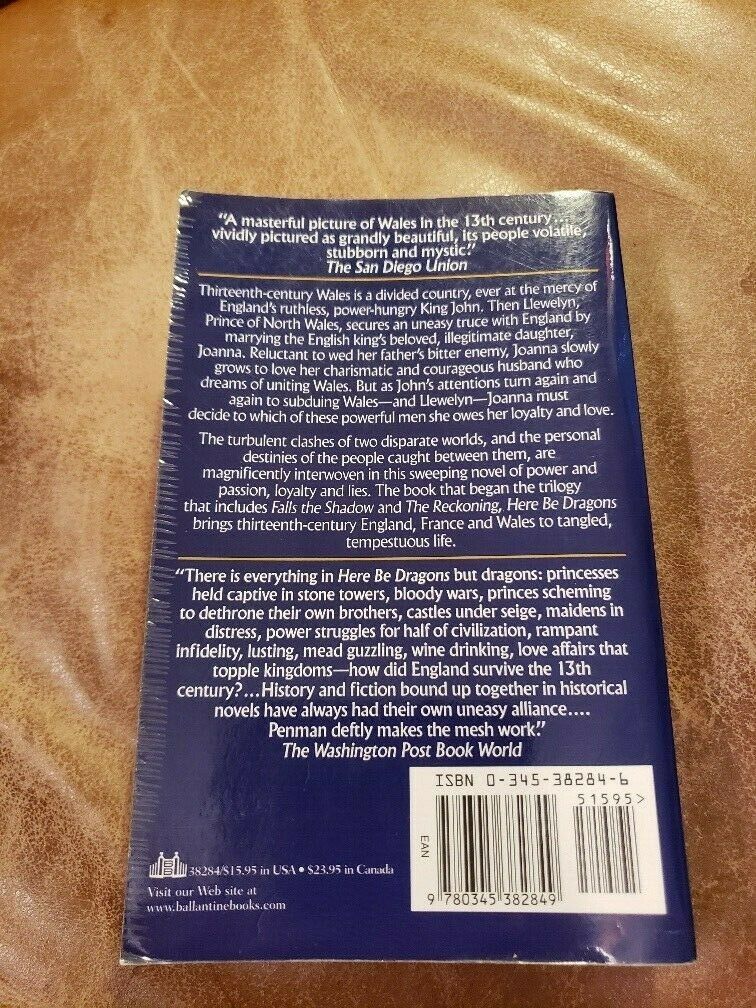 "A masterful picture of Wales in the 13th century...
vividly pictured as grandly beautiful, its people volatile,
stubborn and mystic."
The San Diego Union
Thirteenth-century Wales is a divided country, ever at the mercy of
England's ruthless, power-hungry King John. Then Llewelyn,
Prince of North Wales, secures an uneasy truce with England by
marrying the English king's beloved, illegitimate daughter,
Joanna. Reluctant to wed her father's bitter enemy, Joanna slowly
grows to love her charismatic and courageous husband who
dreams of uniting Wales. But as John's attentions turn again and
again to subduing Wales—and Llewelyn—Joanna must
decide to which of these powerful men she owes her loyalty and love.
The turbulent clashes of two disparate worlds, and the personal
destinies of the people caught between them, are
magnificently interwoven in this sweeping novel of power and
passion, loyalty and lies. The book that began the trilogy
that includes Falls the Shadow and The Reckoning, Here Be Dragons
brings thirteenth-century England, France and Wales to tangled,
tempestuous life.
"There is everything in Here Be Dragons but dragons: princesses
held captive in stone towers, bloody wars, princes scheming
to dethrone their own brothers, castles under seige, maidens in
distress, power struggles for half of civilization, rampant
infidelity, lusting, mead guzzling, wine drinking, love affairs that
topple kingdoms—how did England survive the 13th
century?...History and fiction bound up together in historical
novels have always had their own uneasy alliance....
Penman deftly makes the mesh work."
The Washington Post Book World
ISBN 0-345-38284-6
51595>
EAN
9 780345 382849
38284/$15.95 in USA • $23.95 in Canada
Visit our Web site at
www.ballantinebooks.com